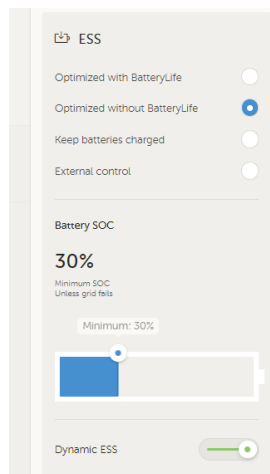 ESS
Optimized with BatteryLife
Optimized without BatteryLife
Keep batteries charged
External control
Battery SOC
30%
Minimum SOC
Unless grid fails
Minimum: 30%
Dynamic ESS